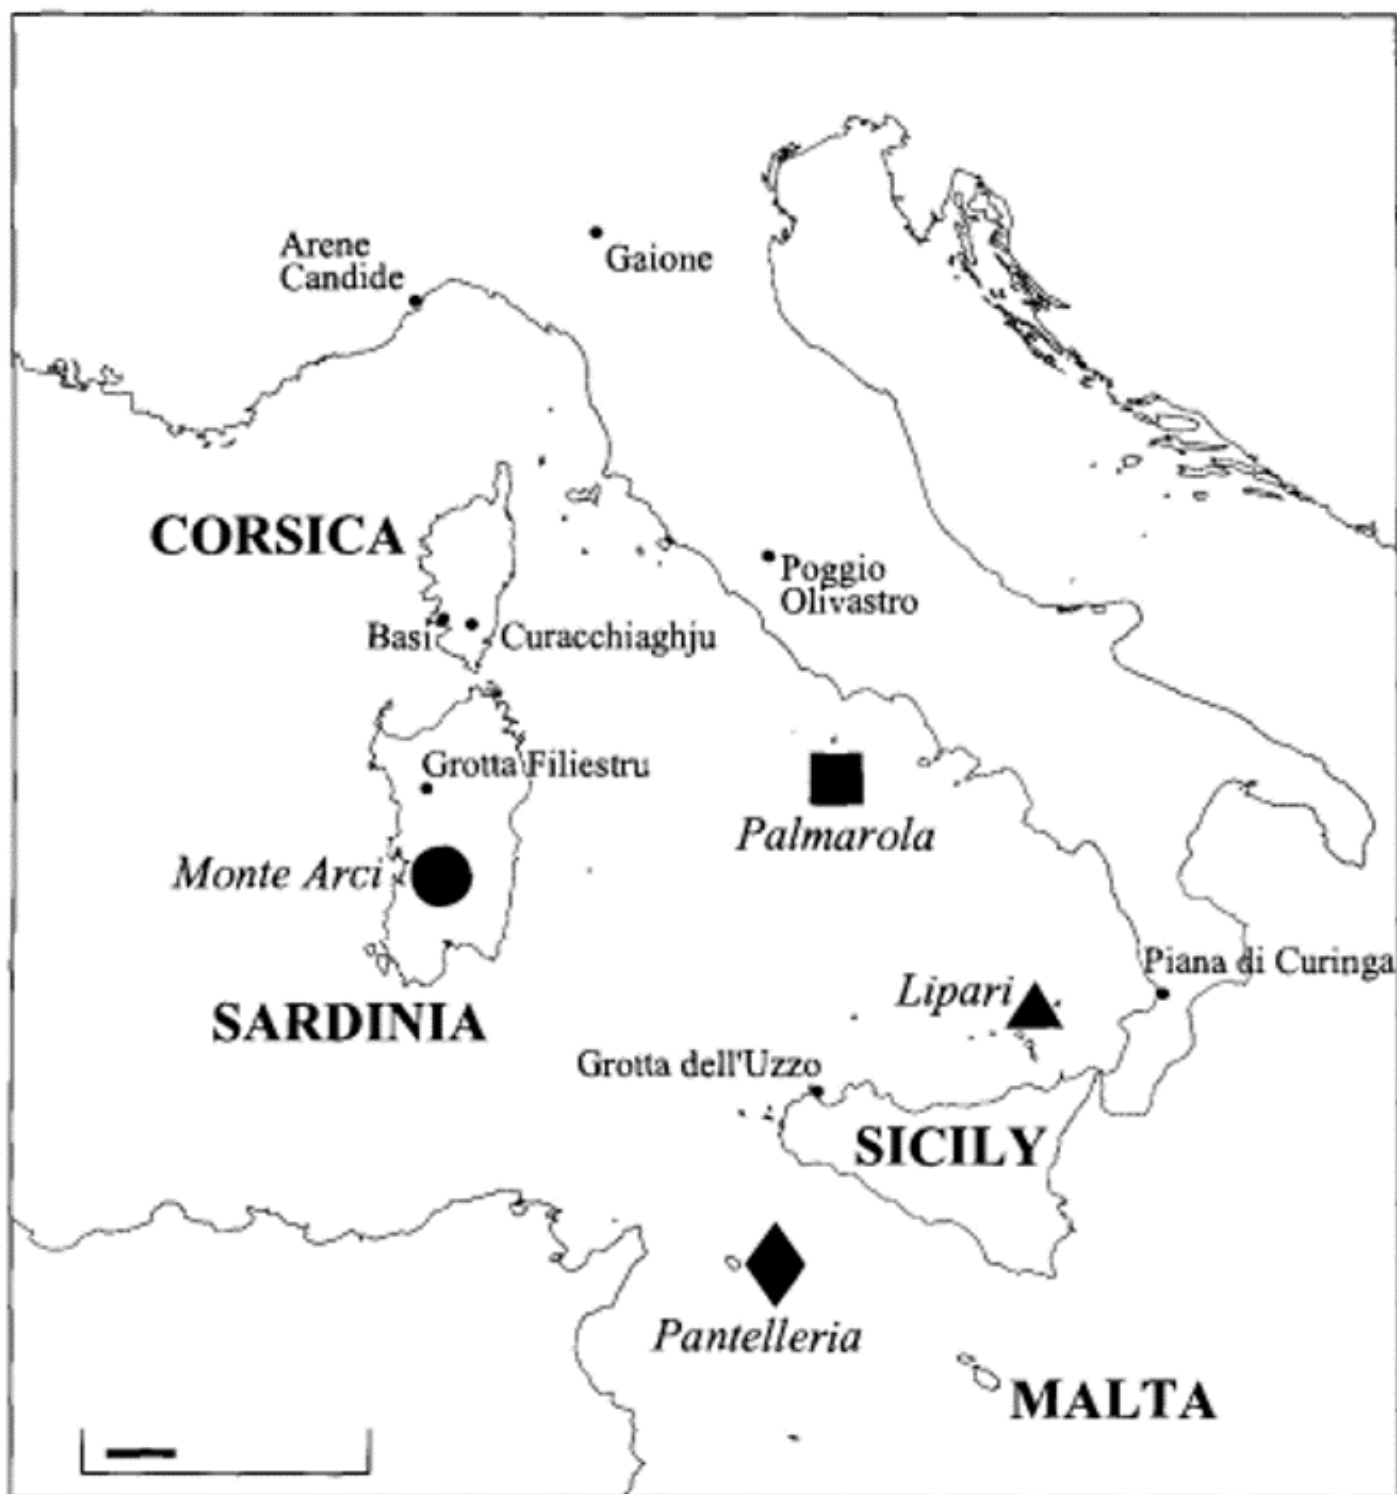 Arene
Candide
Gaione
CORSICA
Poggio
Olivastro
Basi
Curacchiaghju
Grotta Filiestru
Palmarola
Monte Arci
Piana di Curinga
Lipari
SARDINIA
Grotta dell'Uzzo
SICILY
Pantelleria
MALTA